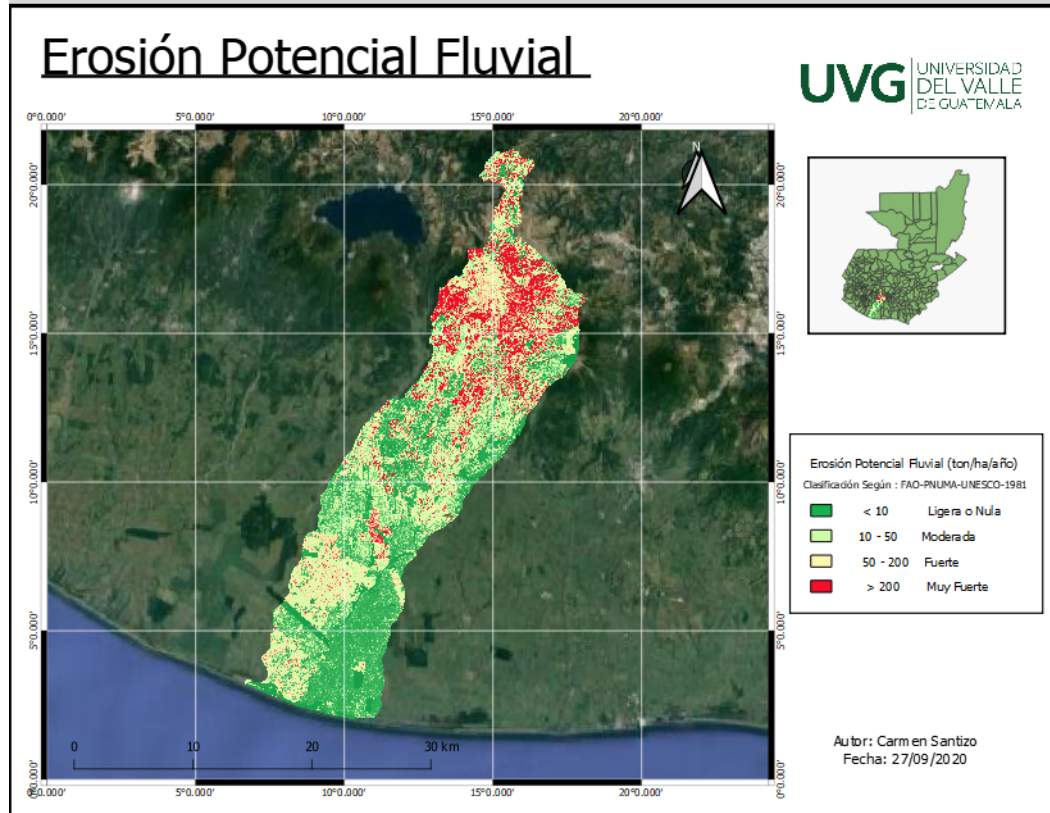 Erosión Potencial Fluvial
UVG
UNIVERSIDAD
DEL VALLE
DE GUATEMALA
0°0.000' 5°0.000' 10°0.000' 15°0.000' 20°0.000'
20°0.000' 20°0.000'
15°0.000' 15°0.000'
10°0.000' 10°0.000'
5°0.000' 5°0.000'
0°0.000' 0°0.000'
N
0 10 20 30 km
0°0.000' 5°0.000' 10°0.000' 15°0.000' 20°0.000'
Erosión Potencial Fluvial (ton/ha/año)
Clasificación Según : FAO-PNUMA-UNESCO-1981
< 10 Ligera o Nula
10 - 50 Moderada
50 - 200 Fuerte
> 200 Muy Fuerte
Autor: Carmen Santizo
Fecha: 27/09/2020